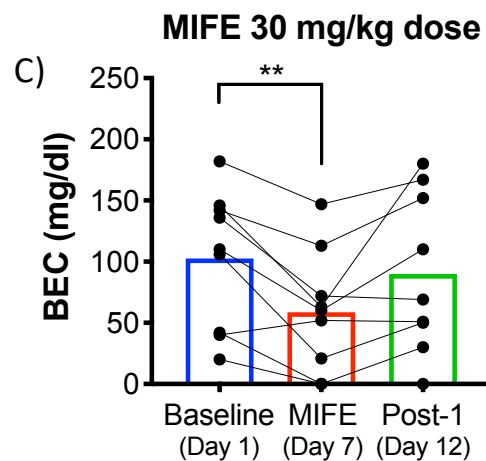 MIFE 30 mg/kg dose
C)
**
BEC (mg/dl)
250
200
150
100
50
0
Baseline MIFE Post-1
(Day 1) (Day 7) (Day 12)